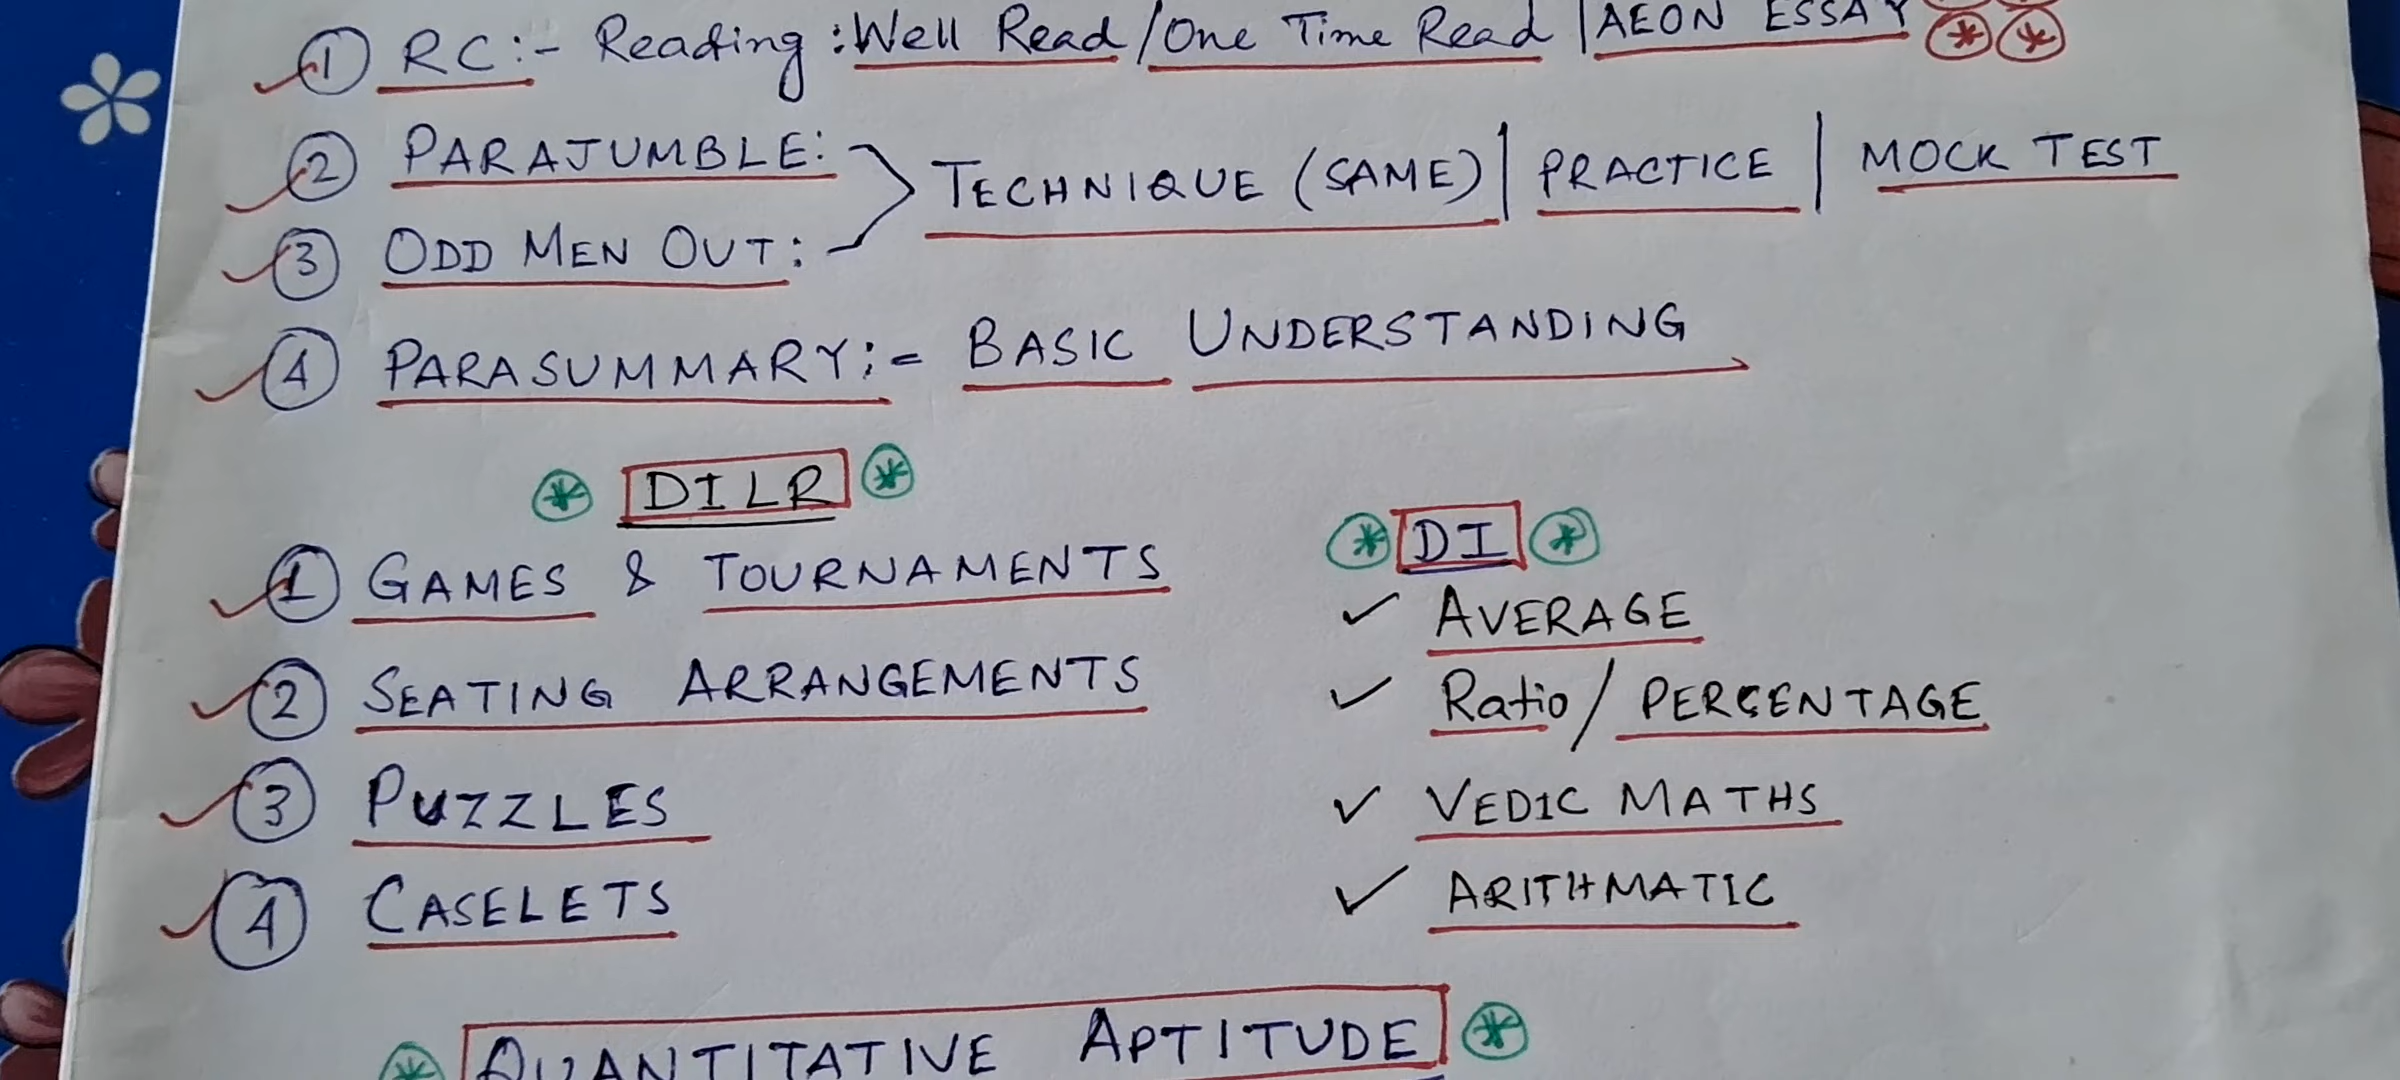 ① RC:- Reading: Well Read/One Time Read | AEON ESSAY
② PARAJUMBLE:
TECHNIQUE (SAME) | PRACTICE | MOCK TEST
③ ODD MEN OUT:
④ PARASUMMARY:- BASIC UNDERSTANDING
DILR
① GAMES & TOURNAMENTS
② SEATING ARRANGEMENTS
③ PUZZLES
④ CASELETS
DI
✓ AVERAGE
✓ Ratio/PERCENTAGE
✓ VEDIC MATHS
✓ ARITHMATIC
QUANTITATIVE APTITUDE